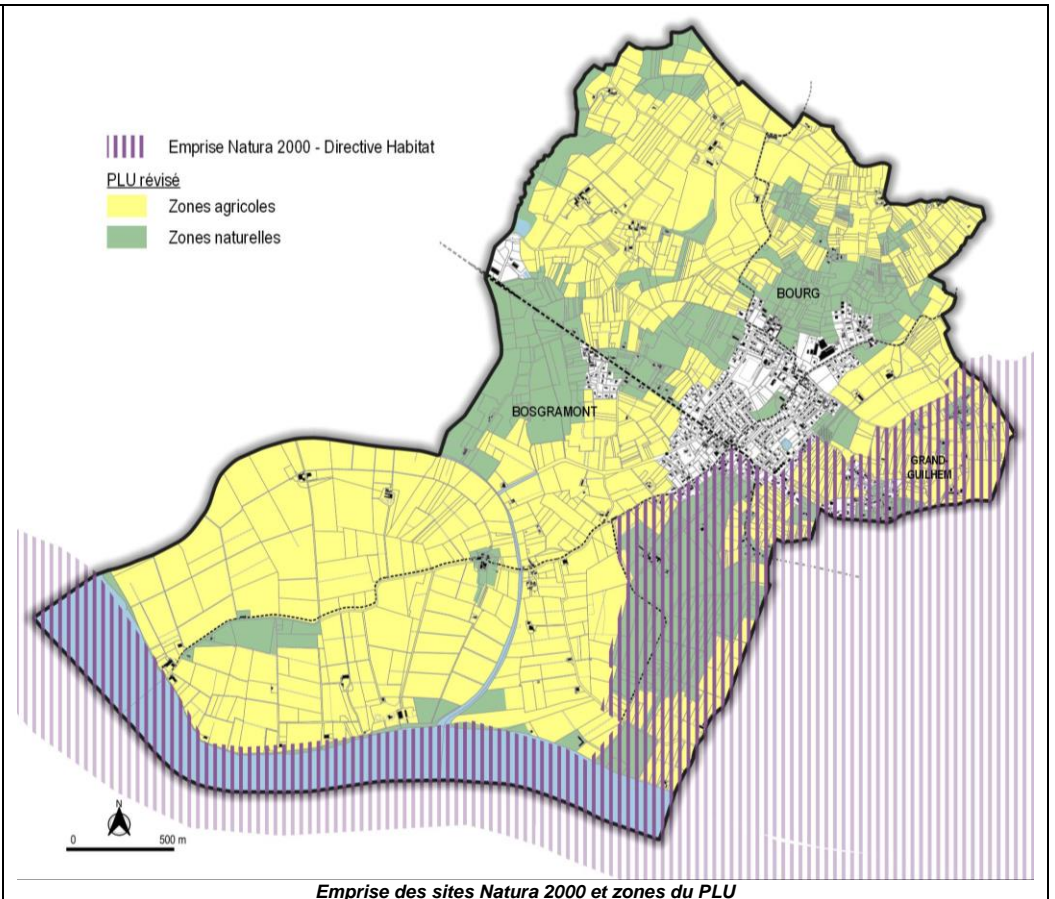 Emprise Natura 2000 - Directive Habitat
PLU révisé
Zones agricoles
Zones naturelles
BOURG
BOSGRAMONT
GRAND-
GUILHEM
N
0 500 m
Emprise des sites Natura 2000 et zones du PLU